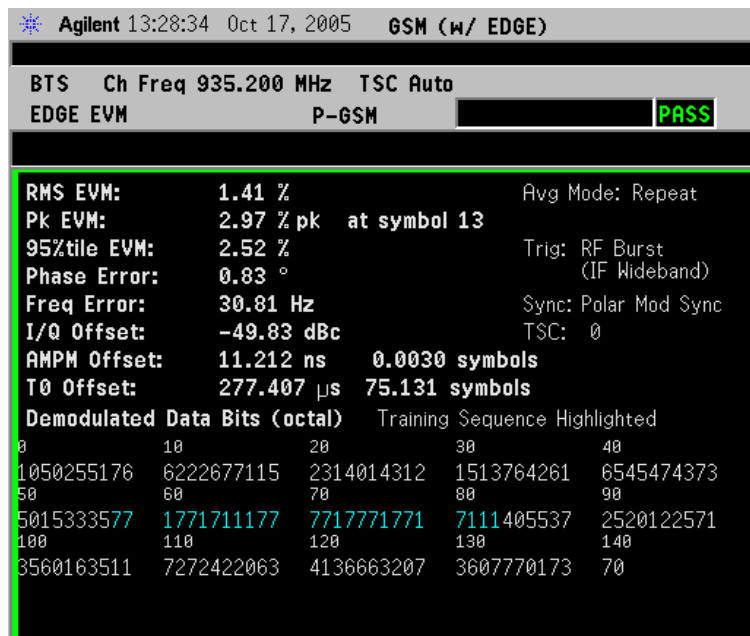 Agilent 13:28:34 Oct 17, 2005 GSM (w/ EDGE)
BTS Ch Freq 935.200 MHz TSC Auto
EDGE EVM P-GSM PASS
RMS EVM: 1.41 % Avg Mode: Repeat
Pk EVM: 2.97 % pk at symbol 13
95%tile EVM: 2.52 % Trig: RF Burst
Phase Error: 0.83 ° (IF Wideband)
Freq Error: 30.81 Hz Sync: Polar Mod Sync
I/Q Offset: -49.83 dBc TSC: 0
AMPM Offset: 11.212 ns 0.0030 symbols
T0 Offset: 277.407 µs 75.131 symbols
Demodulated Data Bits (octal) Training Sequence Highlighted
0 10 20 30 40
1050255176 6222677115 2314014312 1513764261 6545474373
50 60 70 80 90
5015333577 1771711177 7717771771 7111405537 2520122571
100 110 120 130 140
3560163511 7272422063 4136663207 3607770173 70